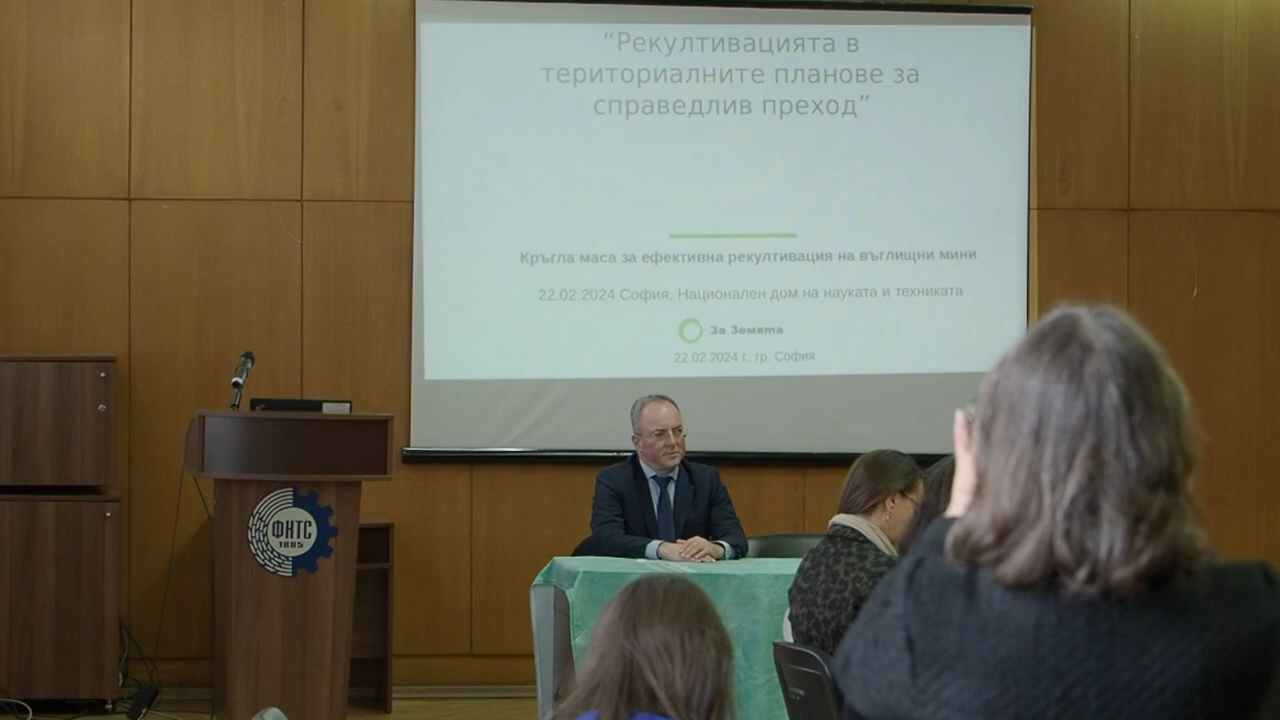 “Рекултивацията в
териториалните планове за
справедлив преход”
Кръгла маса за ефективна рекултивация на въглищни мини
22.02.2024 София, Национален дом на науката и техниката
За Земята
22.02.2024 г., гр. София
ФНТС
1885